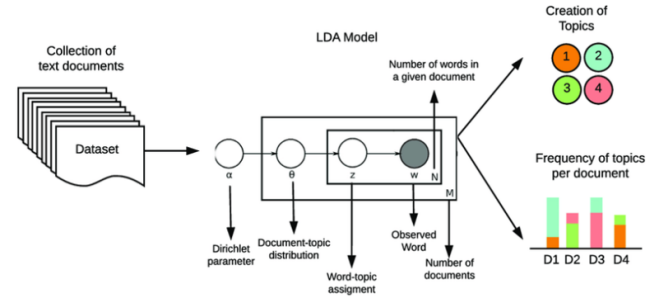 Collection of
text documents
Dataset
LDA Model
Number of words in
a given document
α
θ
z
w
N
M
Dirichlet
parameter
Document-topic
distribution
Word-topic
assigment
Observed
Word
Number of
documents
Creation of
Topics
1
2
3
4
Frequency of topics
per document
D1 D2 D3 D4